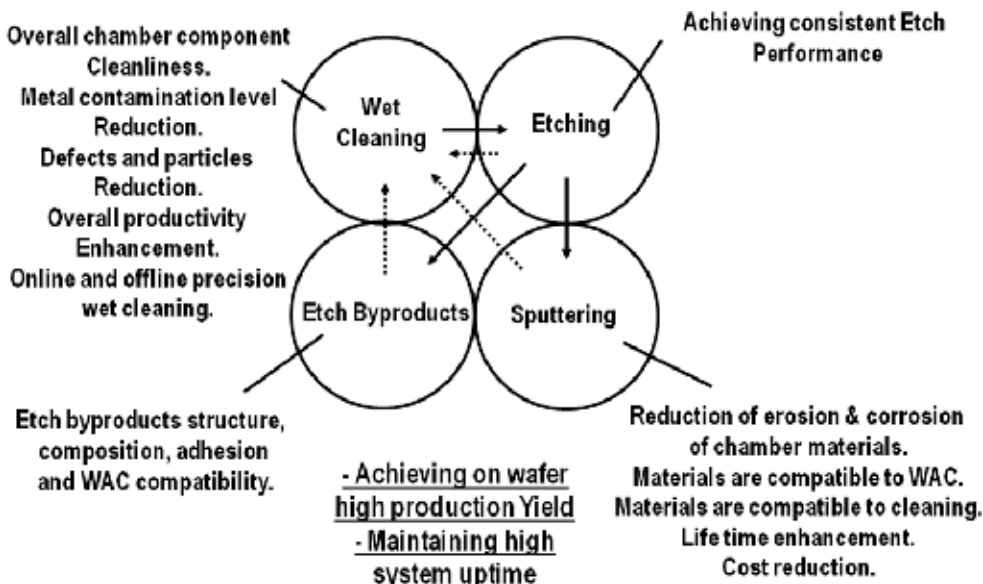 Overall chamber component
Cleanliness.
Metal contamination level
Reduction.
Defects and particles
Reduction.
Overall productivity
Enhancement.
Online and offline precision
wet cleaning.
Achieving consistent Etch
Performance
Wet
Cleaning
Etching
Etch Byproducts
Sputtering
Etch byproducts structure,
composition, adhesion
and WAC compatibility.
- Achieving on wafer
high production Yield
- Maintaining high
system uptime
Reduction of erosion & corrosion
of chamber materials.
Materials are compatible to WAC.
Materials are compatible to cleaning.
Life time enhancement.
Cost reduction.